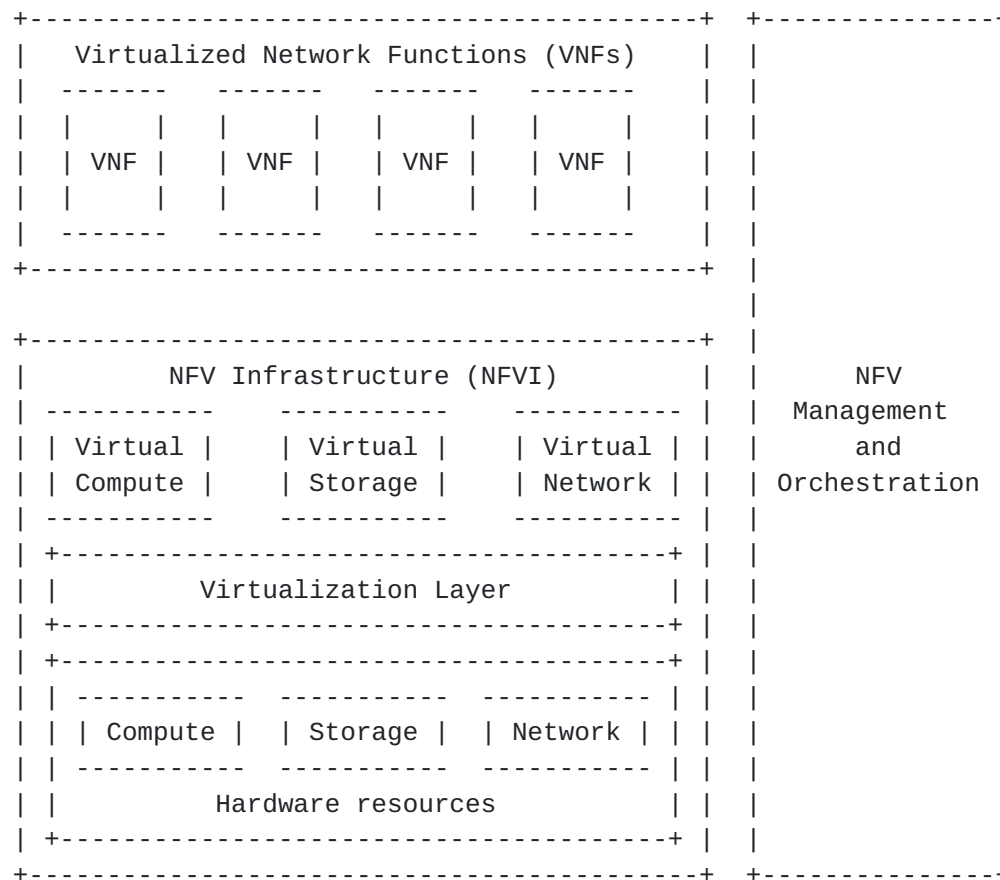 Virtualized Network Functions (VNFs)
VNF VNF VNF VNF
NFV Infrastructure (NFVI) NFV
Management
Virtual Virtual Virtual and
Compute Storage Network Orchestration
Virtualization Layer
Compute Storage Network
Hardware resources